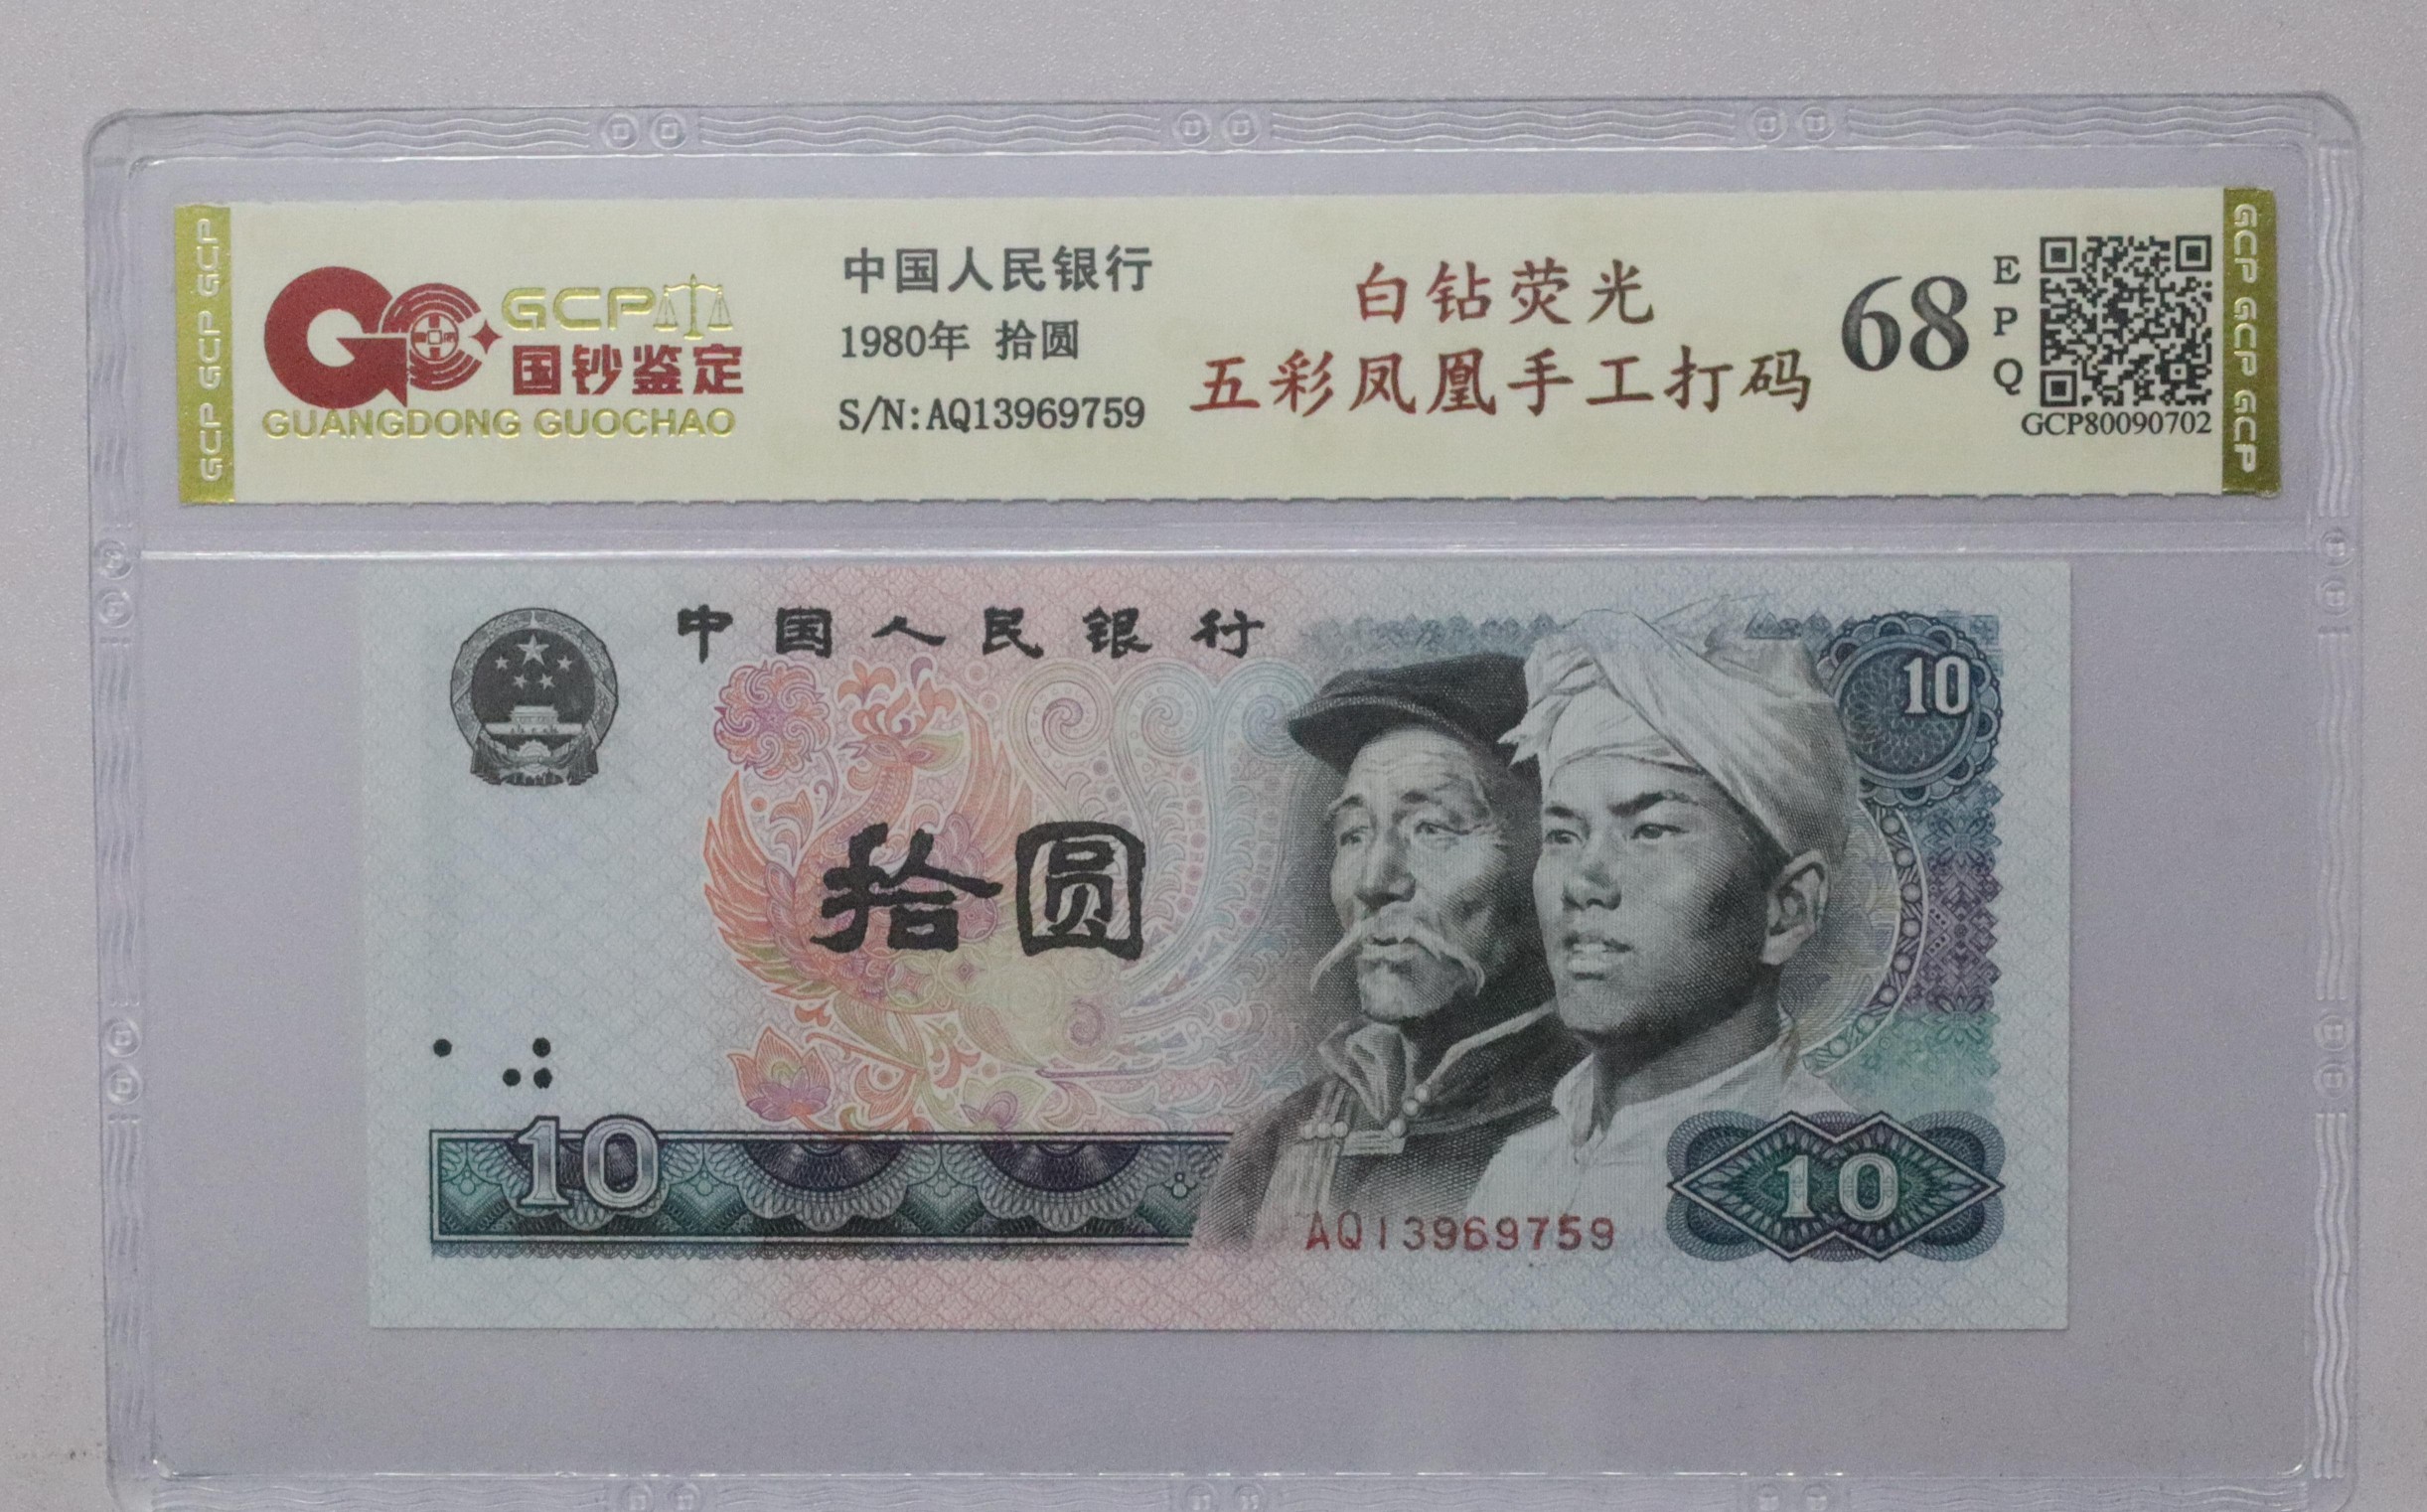 GCP GCP GCP
GCP
国钞鉴定
GUANGDONG GUOCHAO
中国人民银行
1980年 拾圆
S/N:AQ13969759
白钻荧光
五彩凤凰手工打码
68
EPQ
GCP80090702
GCP GCP GCP
中国人民银行
10
拾圆
10
10
AQ13969759